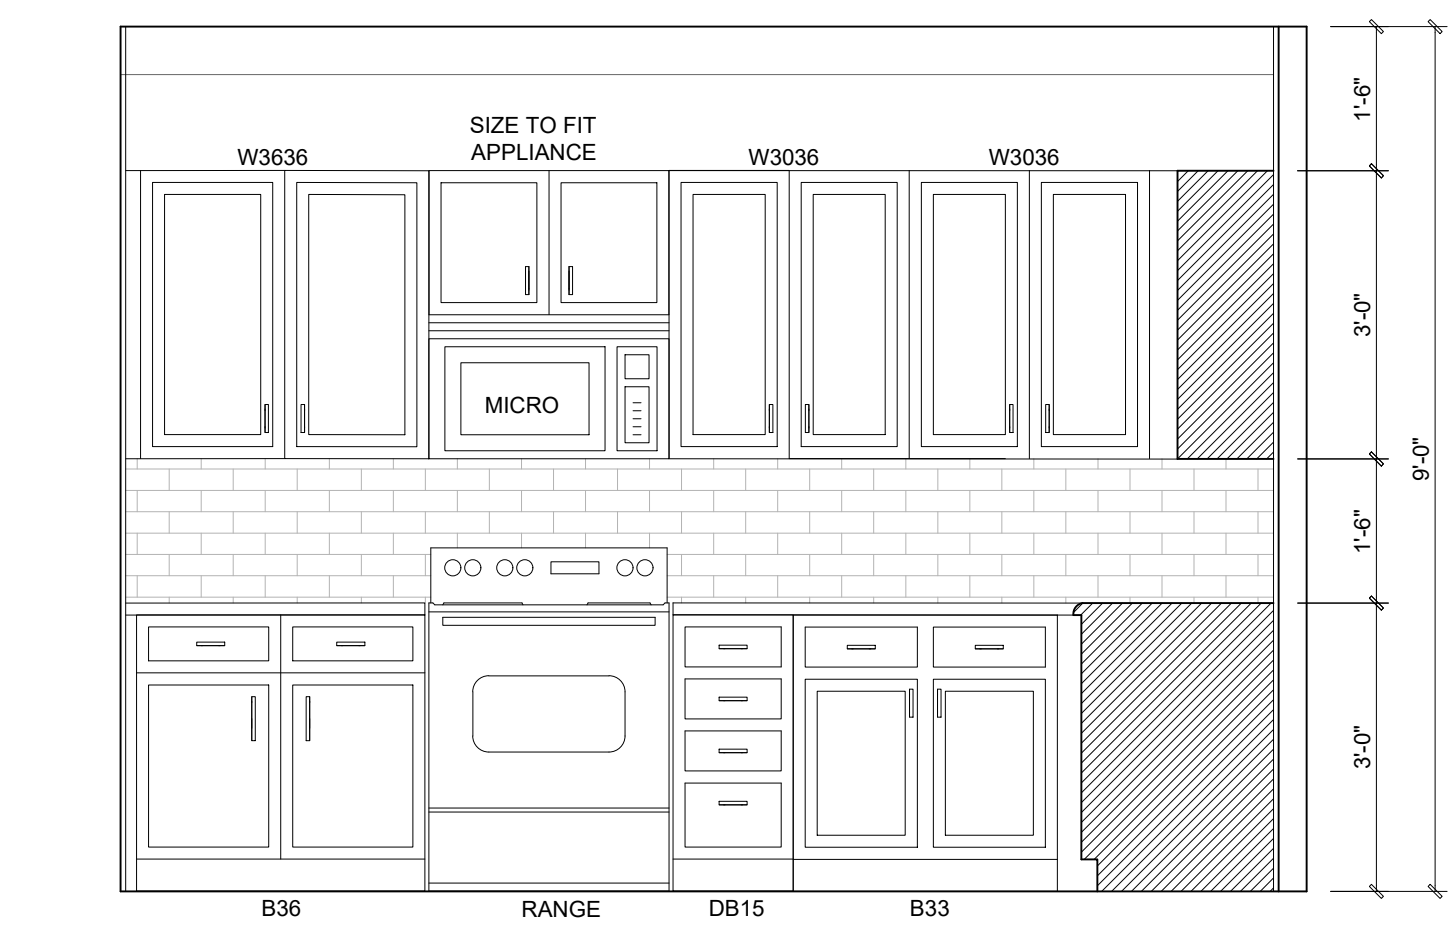 SIZE TO FIT
APPLIANCE
W3636
W3036
W3036
MICRO
1'-6"
3'-0"
1'-6"
3'-0"
9'-0"
B36
RANGE
DB15
B33